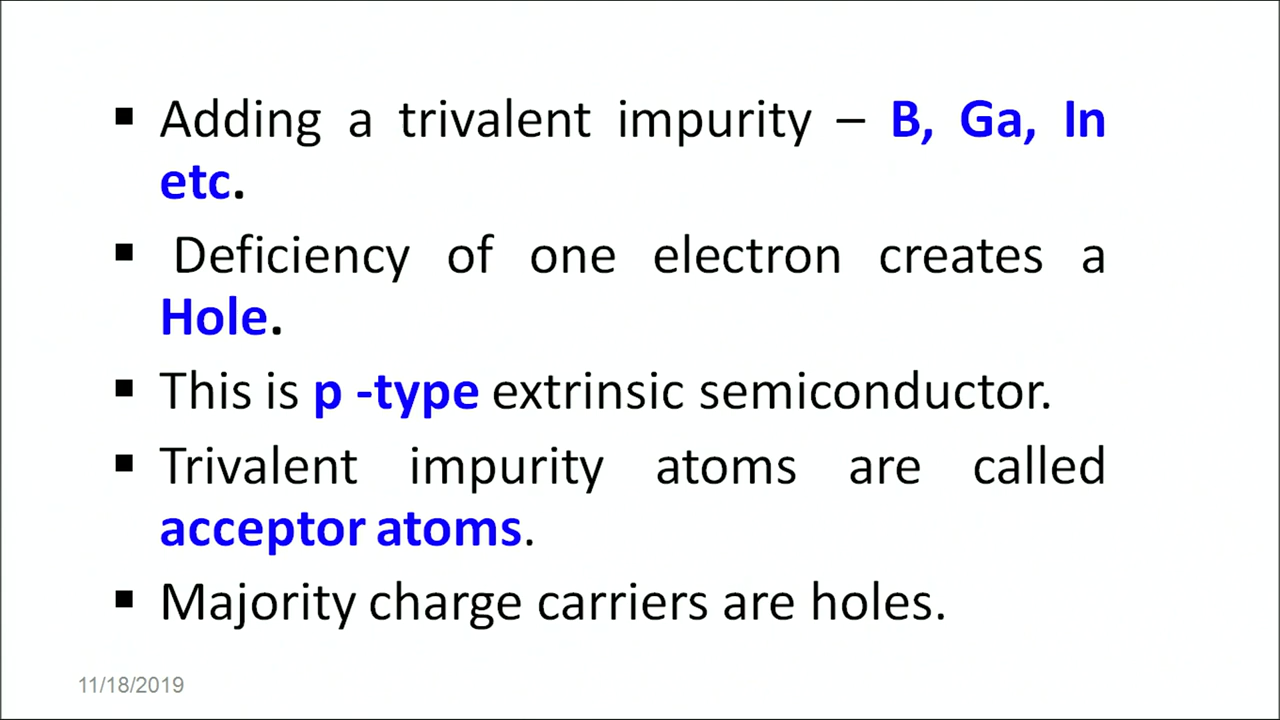 ▪ Adding a trivalent impurity – B, Ga, In
etc.
▪ Deficiency of one electron creates a
Hole.
▪ This is p -type extrinsic semiconductor.
▪ Trivalent impurity atoms are called
acceptor atoms.
▪ Majority charge carriers are holes.
11/18/2019